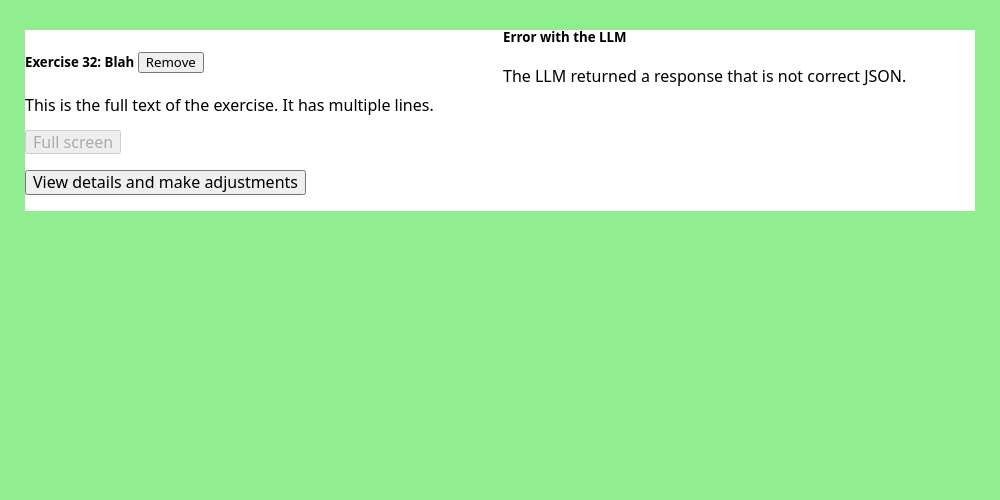 Exercise 32: Blah Remove
This is the full text of the exercise. It has multiple lines.
Full screen
View details and make adjustments
Error with the LLM
The LLM returned a response that is not correct JSON.